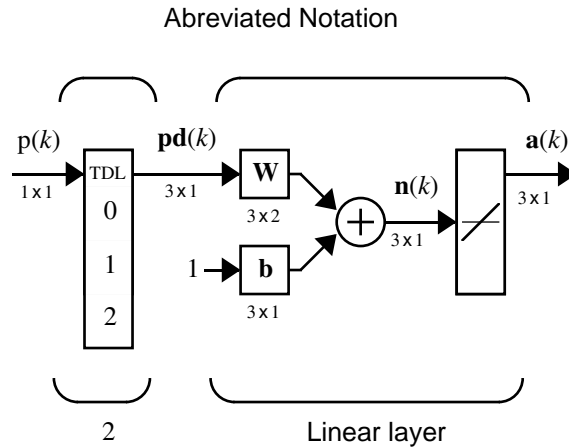 Abreviated Notation
p(k) pd(k) a(k)
TDL W n(k)
1 x 1 3 x 1 3 x 1
0 3 x 2
3 x 1
1 1 b
2 3 x 1
2 Linear layer